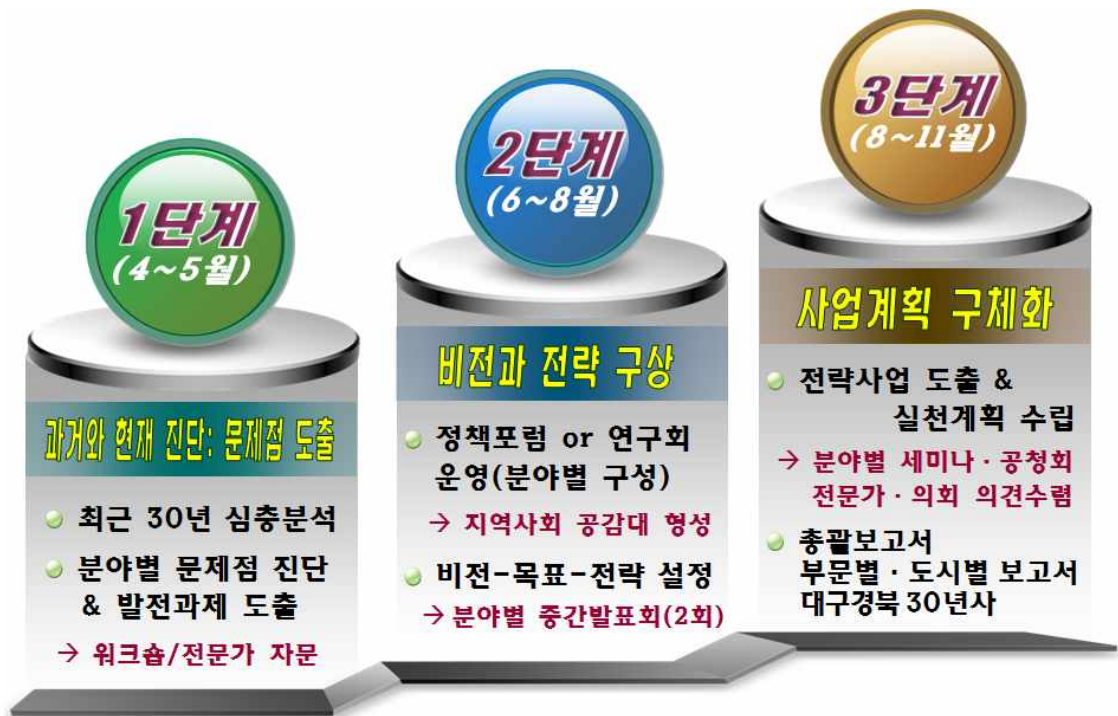 1단계
(4~5월)
과거와 현재 진단: 문제점 도출
최근 30년 심층분석
분야별 문제점 진단
& 발전과제 도출
→ 워크숍/전문가 자문
2단계
(6~8월)
비전과 전략 구상
정책포럼 or 연구회
운영(분야별 구성)
→ 지역사회 공감대 형성
비전-목표-전략 설정
→ 분야별 중간발표회(2회)
3단계
(8~11월)
사업계획 구체화
전략사업 도출 &
실천계획 수립
→ 분야별 세미나·공청회
전문가·의회 의견수렴
총괄보고서
부문별·도시별 보고서
대구경북 30년사